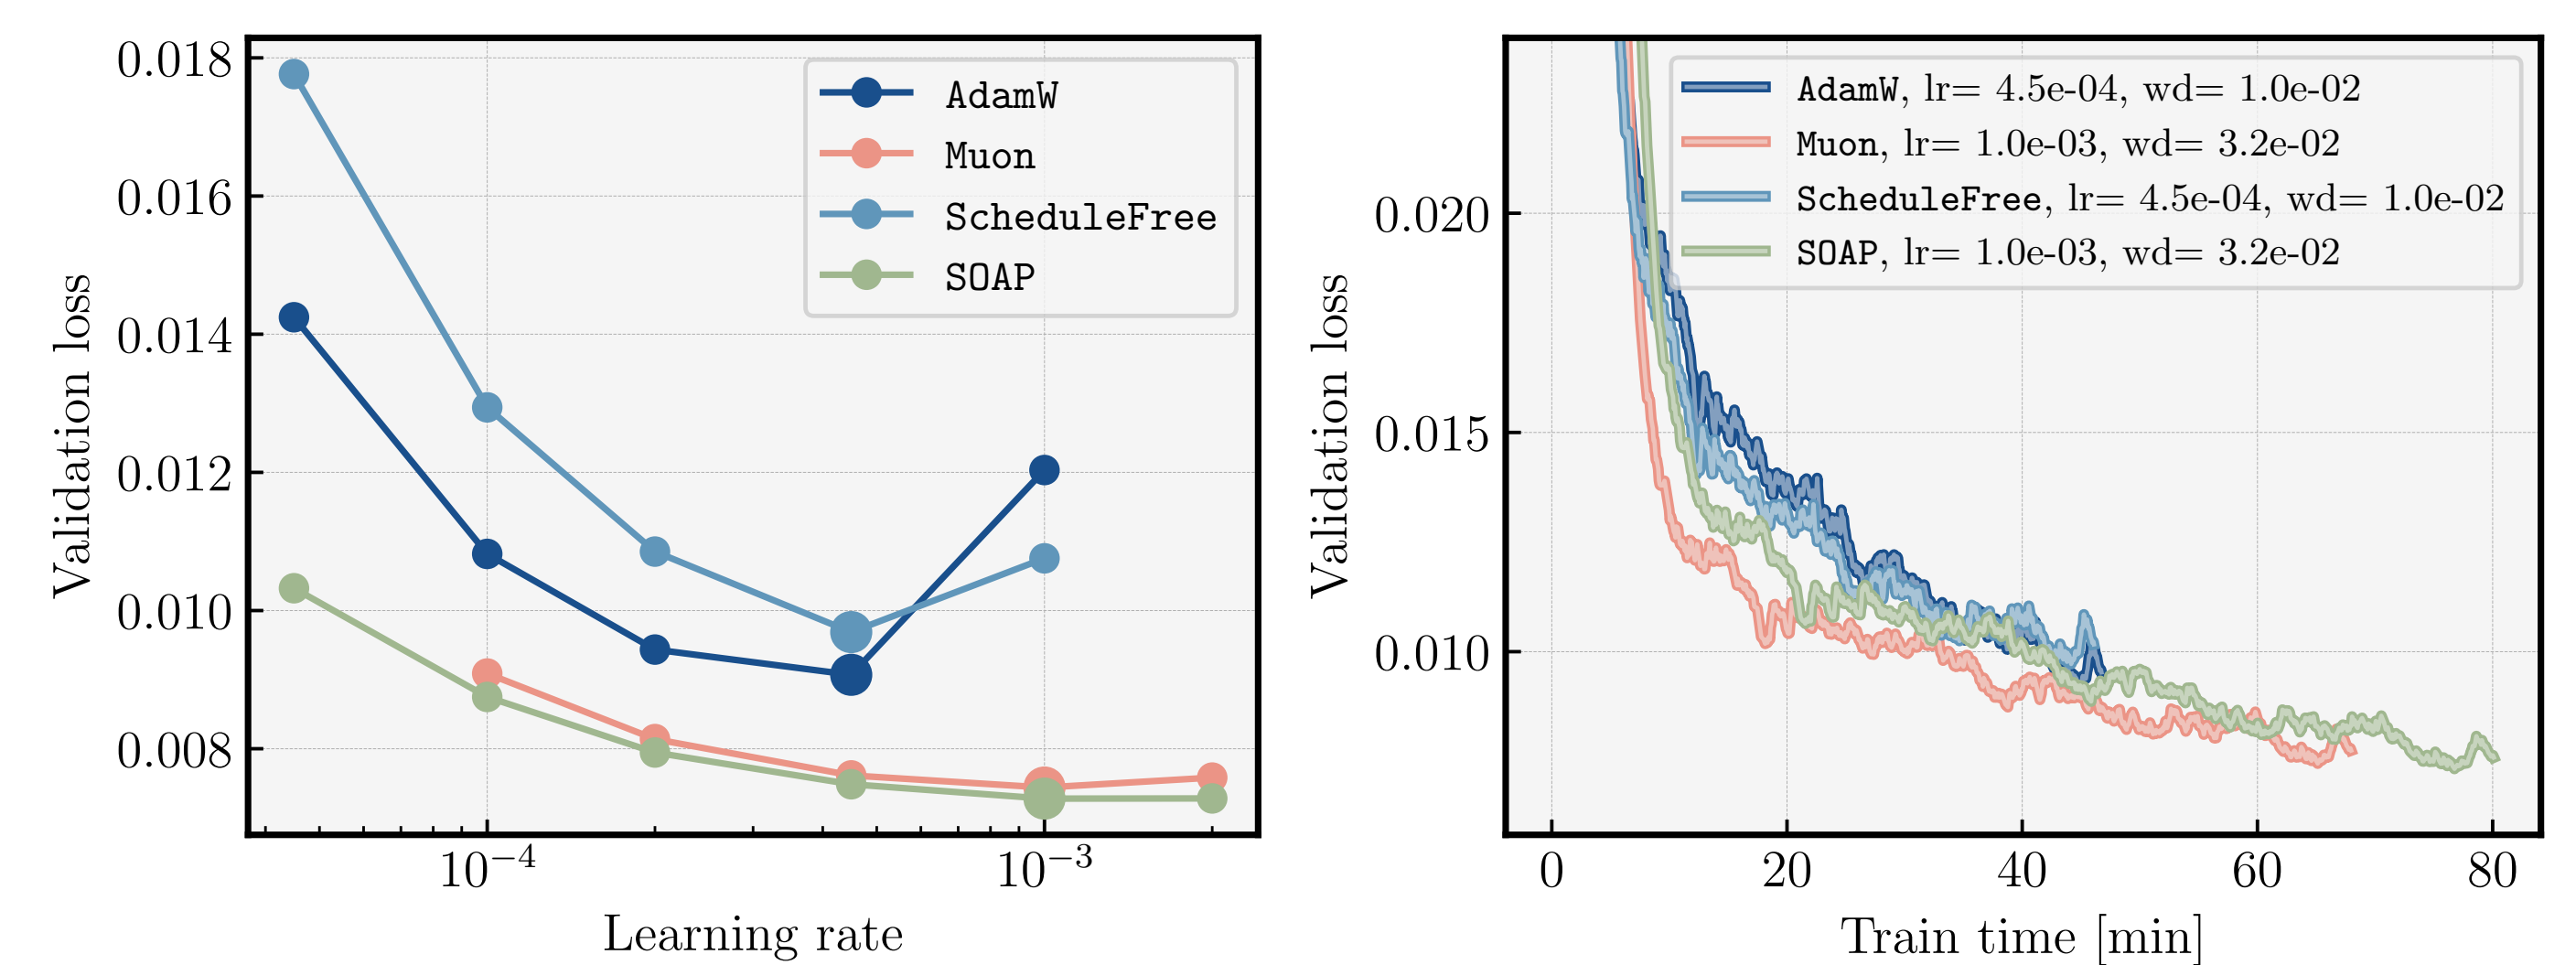 0.018
0.016
0.014
0.012
0.010
0.008
Validation loss
10⁻⁴
10⁻³
Learning rate
AdamW
Muon
ScheduleFree
SOAP
0.020
0.015
0.010
Validation loss
0
20
40
60
80
Train time [min]
AdamW, lr= 4.5e-04, wd= 1.0e-02
Muon, lr= 1.0e-03, wd= 3.2e-02
ScheduleFree, lr= 4.5e-04, wd= 1.0e-02
SOAP, lr= 1.0e-03, wd= 3.2e-02